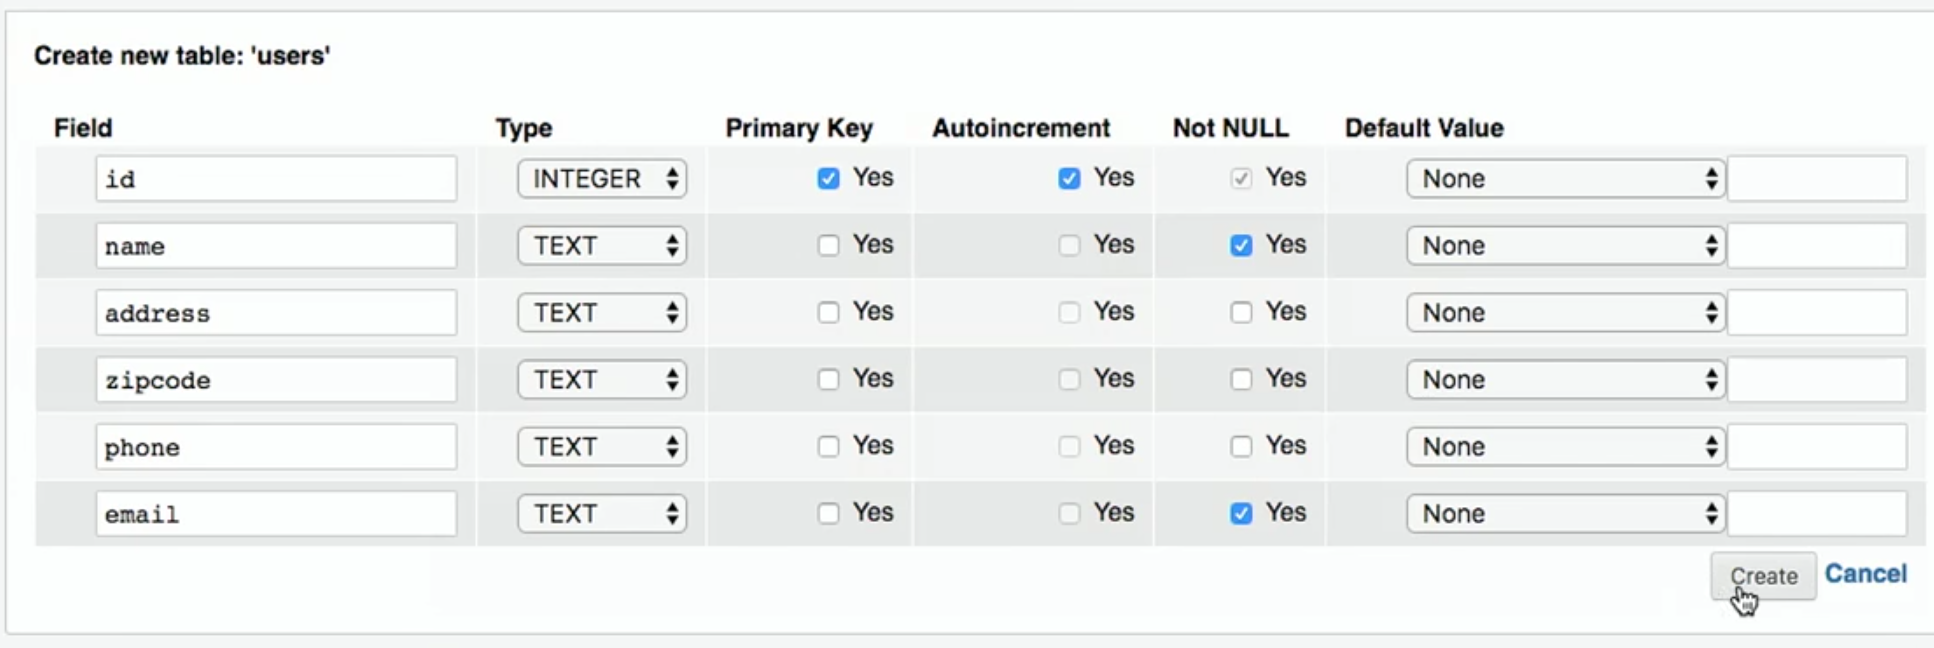 Create new table: 'users'
Field Type Primary Key Autoincrement Not NULL Default Value
id INTEGER Yes Yes Yes None
name TEXT Yes Yes Yes None
address TEXT Yes Yes Yes None
zipcode TEXT Yes Yes Yes None
phone TEXT Yes Yes Yes None
email TEXT Yes Yes Yes None
Create Cancel